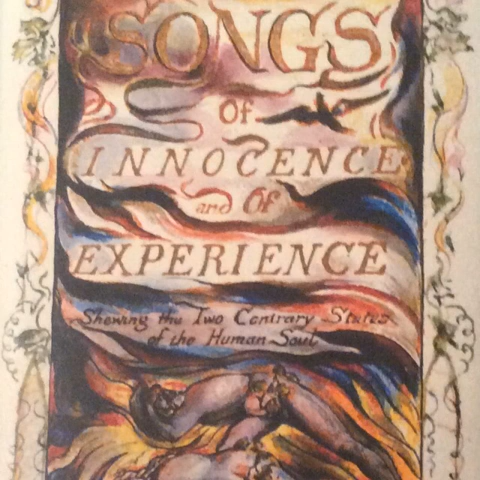 SONGS
Of
INNOCENCE
and Of
EXPERIENCE
Shewing the Two Contrary States
of the Human Soul